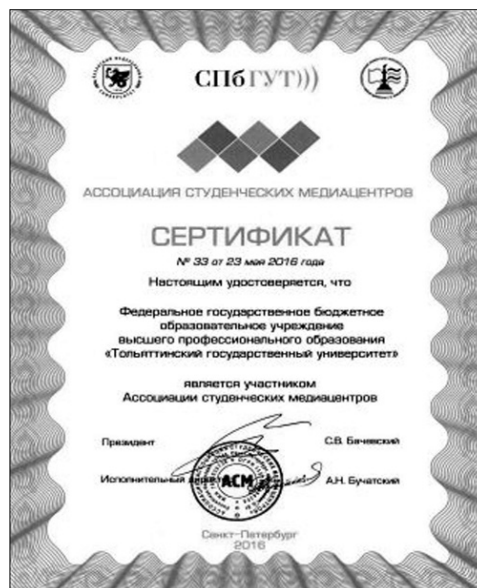 СПбГУТ)))
АССОЦИАЦИЯ СТУДЕНЧЕСКИХ МЕДИАЦЕНТРОВ
СЕРТИФИКАТ
№ 33 от 23 мая 2016 года
Настоящим удостоверяется, что
Федеральное государственное бюджетное
образовательное учреждение
высшего профессионального образования
«Тольяттинский государственный университет»
является участником
Ассоциации студенческих медиацентров
Президент
С.В. Бачевский
Исполнительный
АСМ
А.Н. Бучатский
Санкт-Петербург
2016